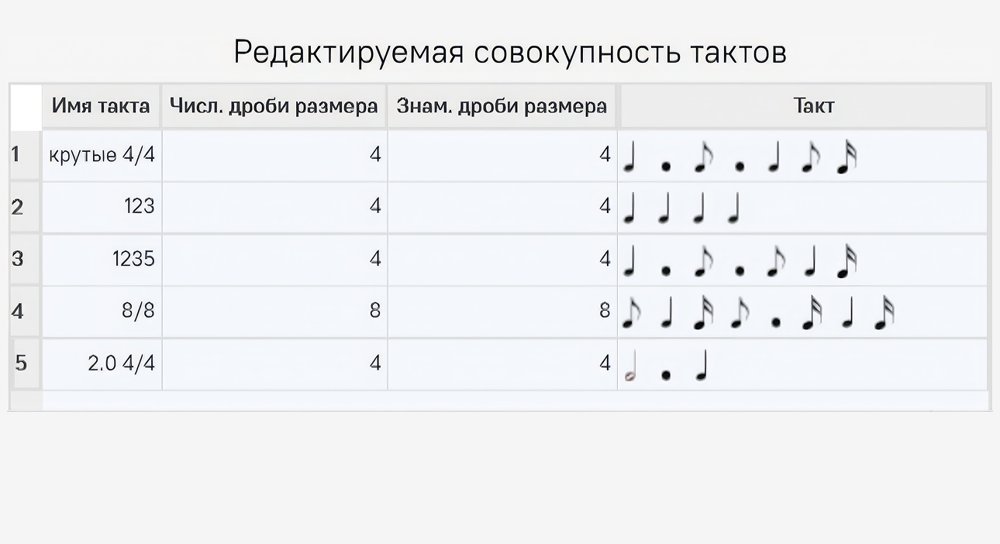 Редактируемая совокупность тактов
Имя такта Числ. дроби размера Знам. дроби размера Такт
1 крутые 4/4 4 4
2 123 4 4
3 1235 4 4
4 8/8 8 8
5 2.0 4/4 4 4